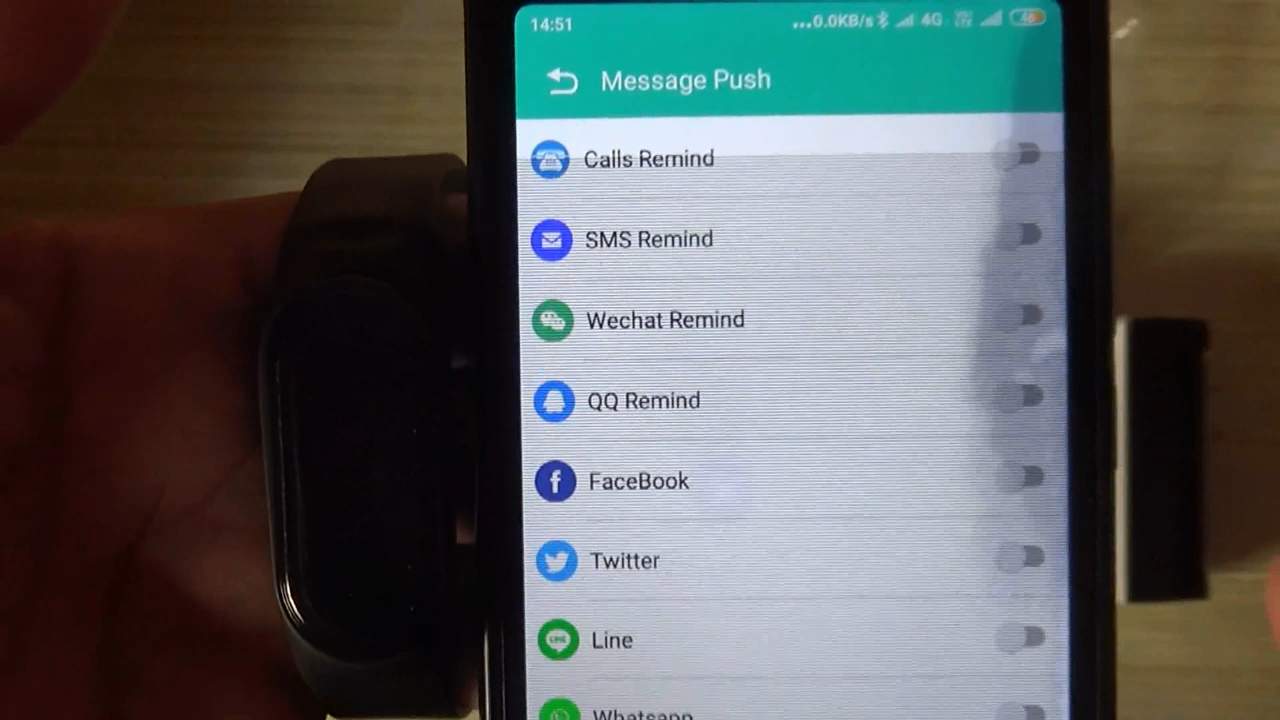 14:51 ...0.0KB/s 4G
Message Push
Calls Remind
SMS Remind
Wechat Remind
QQ Remind
FaceBook
Twitter
Line
Whatsapp